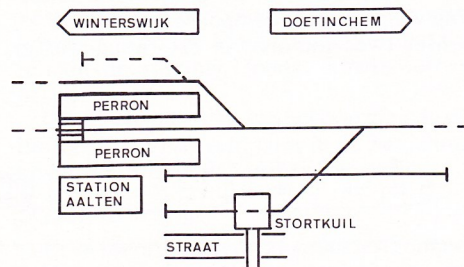 WINTERSWIJK
DOETINCHEM
PERRON
PERRON
STATION
AALTEN
STORTKUIL
STRAAT